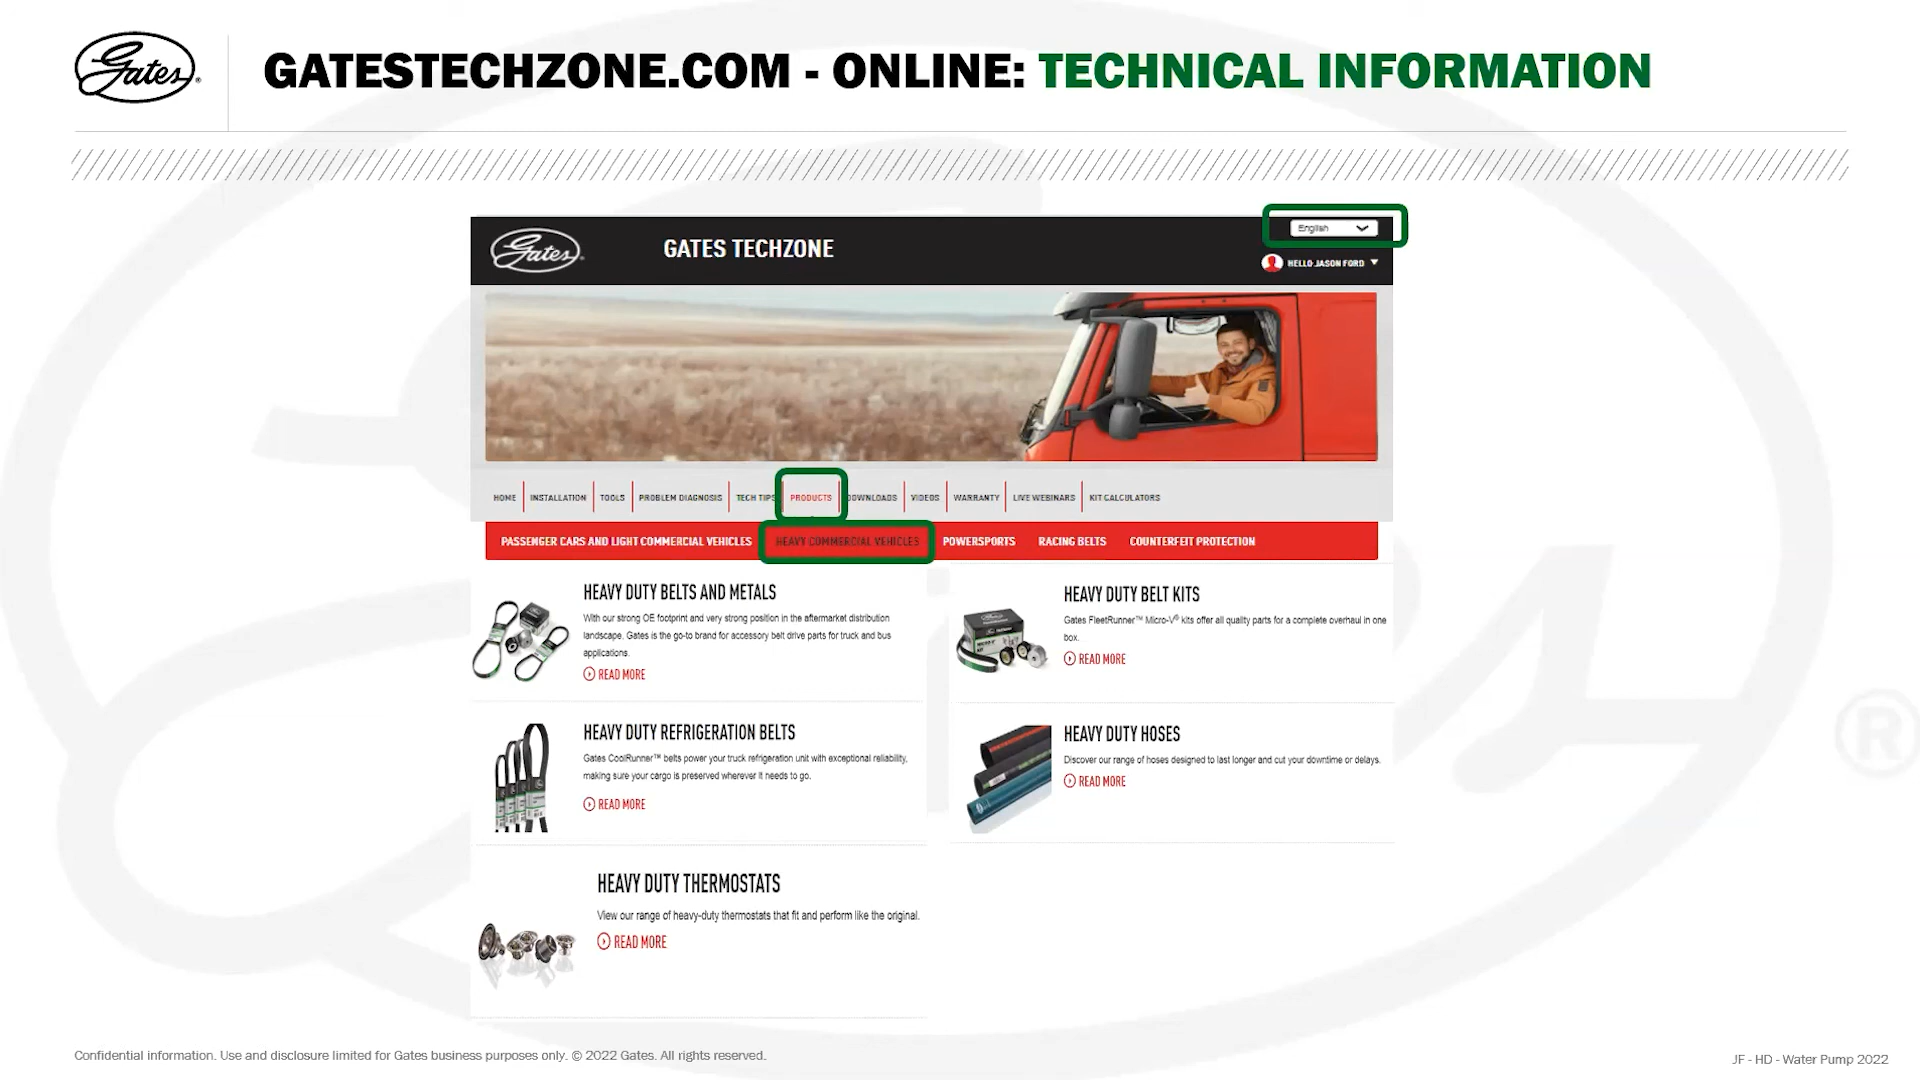 Gates®
GATESTECHZONE.COM - ONLINE: TECHNICAL INFORMATION
Gates
GATES TECHZONE
English
HELLO JASON FORD
HOME INSTALLATION TOOLS PROBLEM DIAGNOSIS TECH TIPS PRODUCTS DOWNLOADS VIDEOS WARRANTY LIVE WEBINARS KIT CALCULATORS
PASSENGER CARS AND LIGHT COMMERCIAL VEHICLES HEAVY COMMERCIAL VEHICLES POWERSPORTS RACING BELTS COUNTERFEIT PROTECTION
HEAVY DUTY BELTS AND METALS
With our strong OE footprint and very strong position in the aftermarket distribution
landscape. Gates is the go-to brand for accessory belt drive parts for truck and bus
applications.
READ MORE
HEAVY DUTY BELT KITS
Gates FleetRunner™ Micro-V® kits offer all quality parts for a complete overhaul in one
box.
READ MORE
HEAVY DUTY REFRIGERATION BELTS
Gates CoolRunner™ belts power your truck refrigeration unit with exceptional reliability,
making sure your cargo is preserved wherever it needs to go.
READ MORE
HEAVY DUTY HOSES
Discover our range of hoses designed to last longer and cut your downtime or delays.
READ MORE
HEAVY DUTY THERMOSTATS
View our range of heavy-duty thermostats that fit and perform like the original.
READ MORE
Confidential information. Use and disclosure limited for Gates business purposes only. © 2022 Gates. All rights reserved.
JF - HD - Water Pump 2022